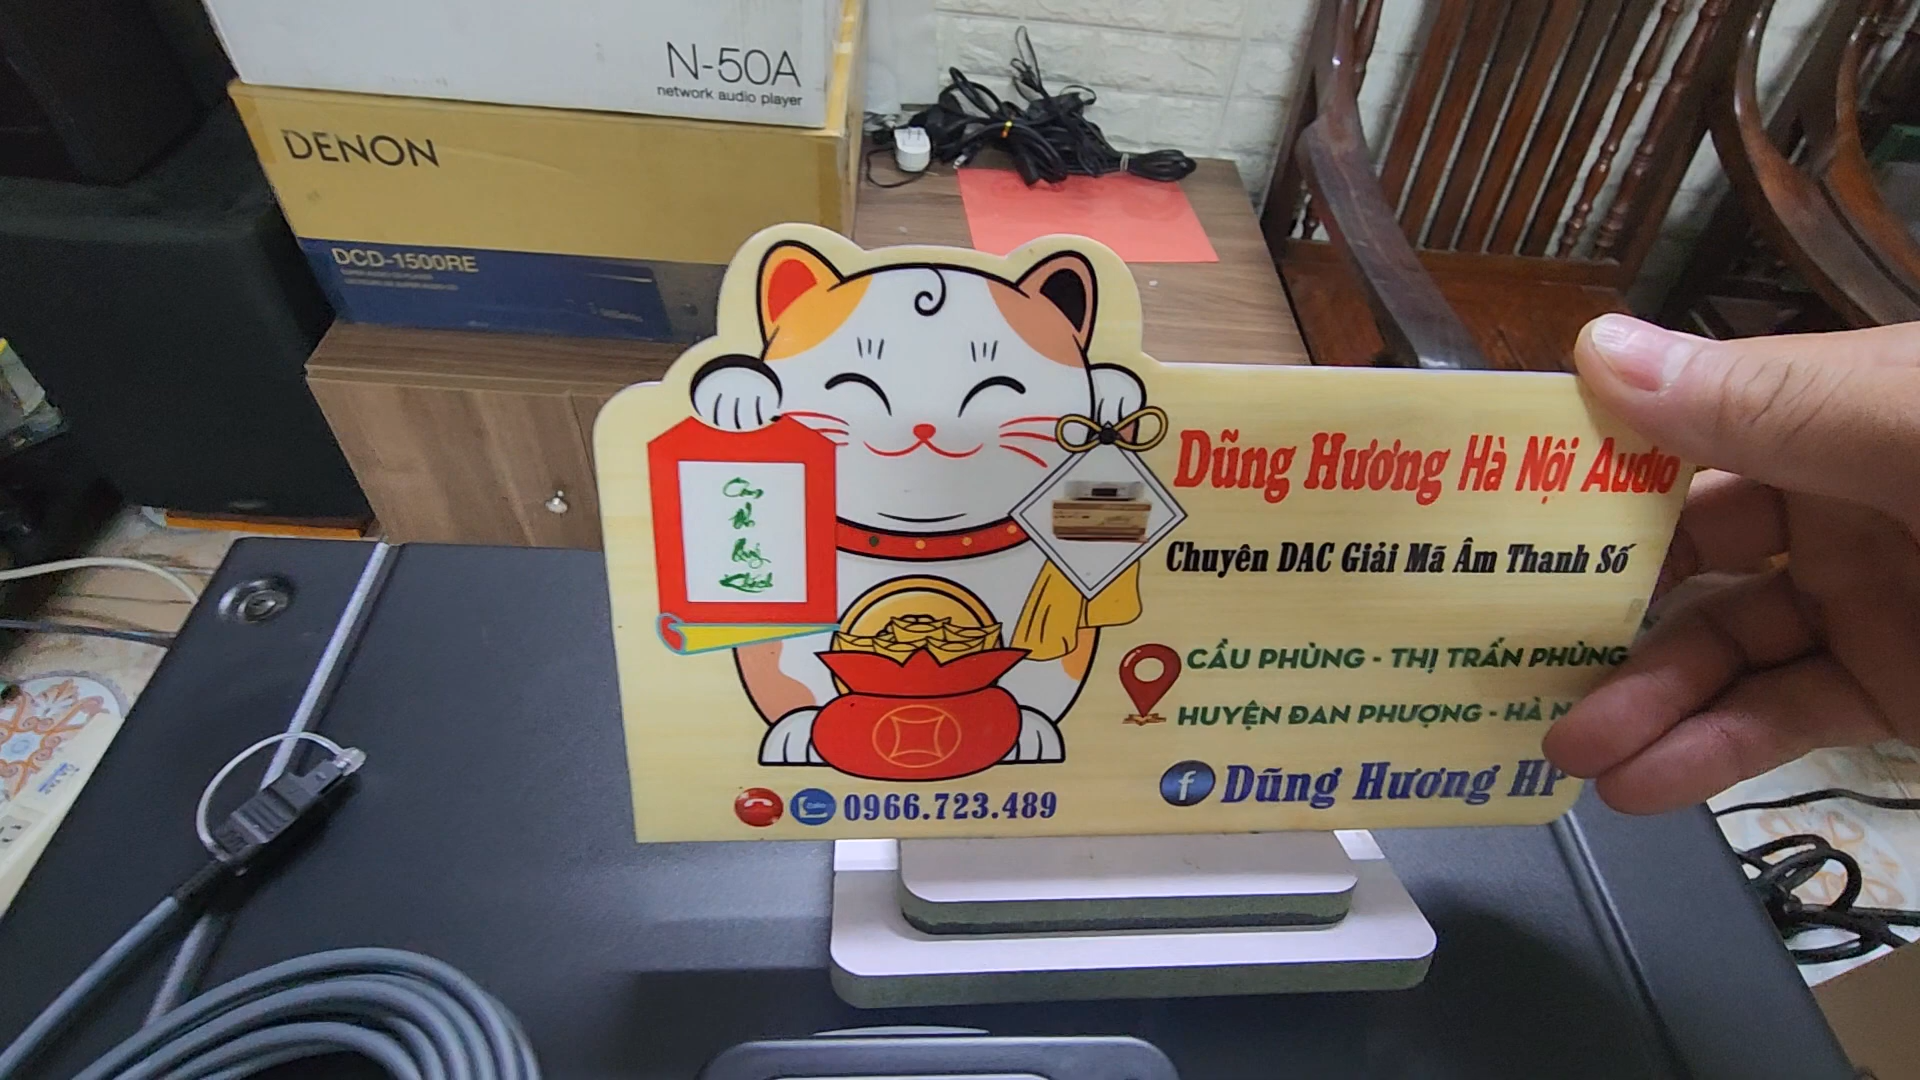 N-50A
network audio player
DENON
DCD-1500RE
Dũng Hương Hà Nội Audio
Chuyên DAC Giải Mã Âm Thanh Số
CẦU PHÙNG - THỊ TRẤN PHÙNG
HUYỆN ĐAN PHƯỢNG - HÀ N
f Dũng Hương HP
Zalo 0966.723.489